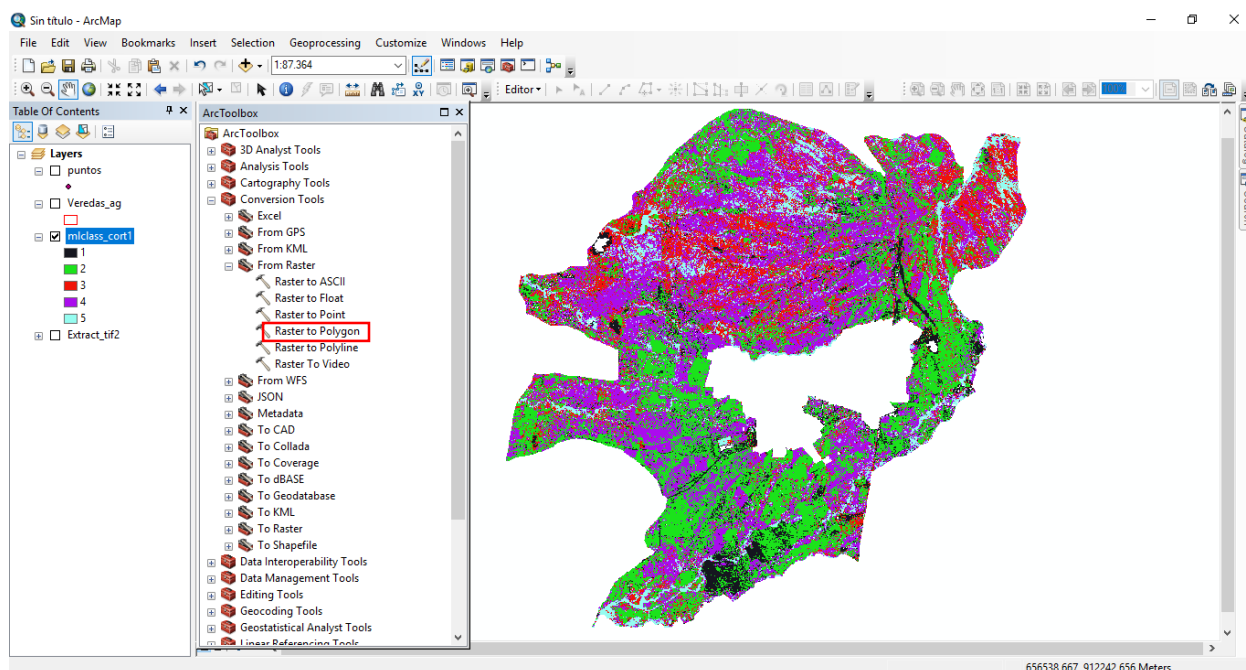 Sin título - ArcMap
File Edit View Bookmarks Insert Selection Geoprocessing Customize Windows Help
1:87.364
Editor
Table Of Contents
Layers
puntos
Veredas_ag
mlclass_cort1
1
2
3
4
5
Extract_tif2
ArcToolbox
ArcToolbox
3D Analyst Tools
Analysis Tools
Cartography Tools
Conversion Tools
Excel
From GPS
From KML
From Raster
Raster to ASCII
Raster to Float
Raster to Point
Raster to Polygon
Raster to Polyline
Raster To Video
From WFS
JSON
Metadata
To CAD
To Collada
To Coverage
To dBASE
To Geodatabase
To KML
To Raster
To Shapefile
Data Interoperability Tools
Data Management Tools
Editing Tools
Geocoding Tools
Geostatistical Analyst Tools
Linear Referencing Tools
656538,667 912242,656 Meters